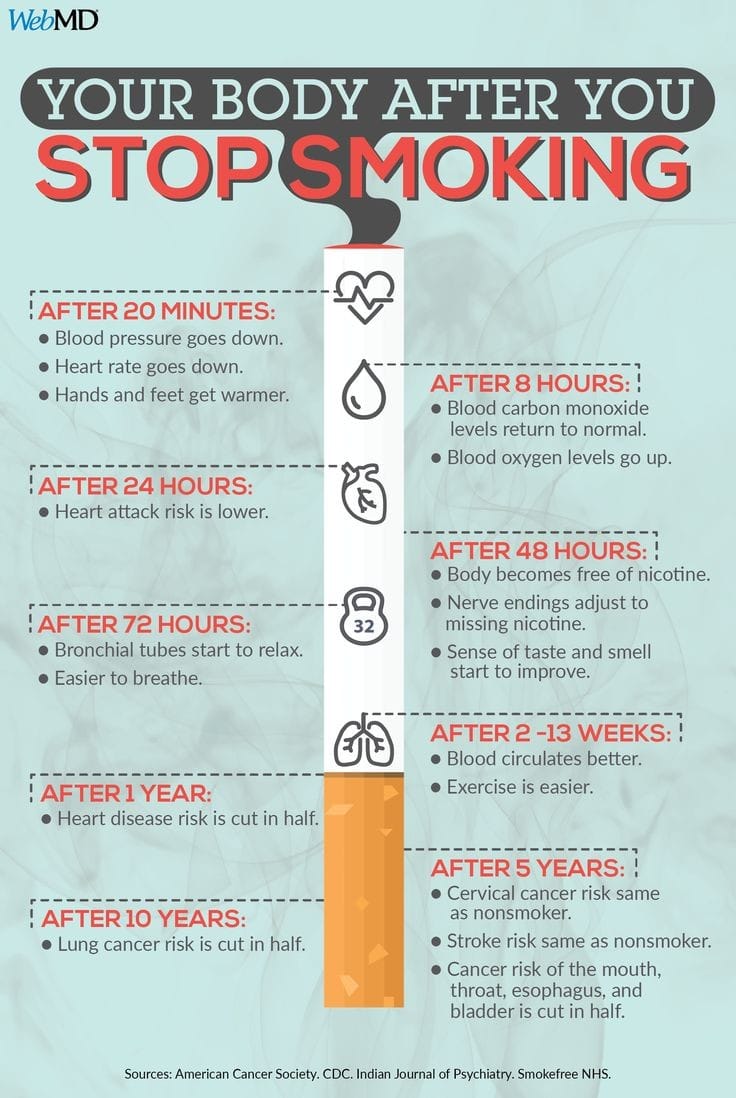 WebMD
YOUR BODY AFTER YOU
STOP SMOKING
AFTER 20 MINUTES:
● Blood pressure goes down.
● Heart rate goes down.
● Hands and feet get warmer.
AFTER 8 HOURS:
● Blood carbon monoxide
levels return to normal.
● Blood oxygen levels go up.
AFTER 24 HOURS:
● Heart attack risk is lower.
AFTER 48 HOURS:
● Body becomes free of nicotine.
● Nerve endings adjust to
missing nicotine.
● Sense of taste and smell
start to improve.
AFTER 72 HOURS:
● Bronchial tubes start to relax.
● Easier to breathe.
32
AFTER 2 -13 WEEKS:
● Blood circulates better.
● Exercise is easier.
AFTER 1 YEAR:
● Heart disease risk is cut in half.
AFTER 5 YEARS:
● Cervical cancer risk same
as nonsmoker.
● Stroke risk same as nonsmoker.
● Cancer risk of the mouth,
throat, esophagus, and
bladder is cut in half.
AFTER 10 YEARS:
● Lung cancer risk is cut in half.
Sources: American Cancer Society. CDC. Indian Journal of Psychiatry. Smokefree NHS.